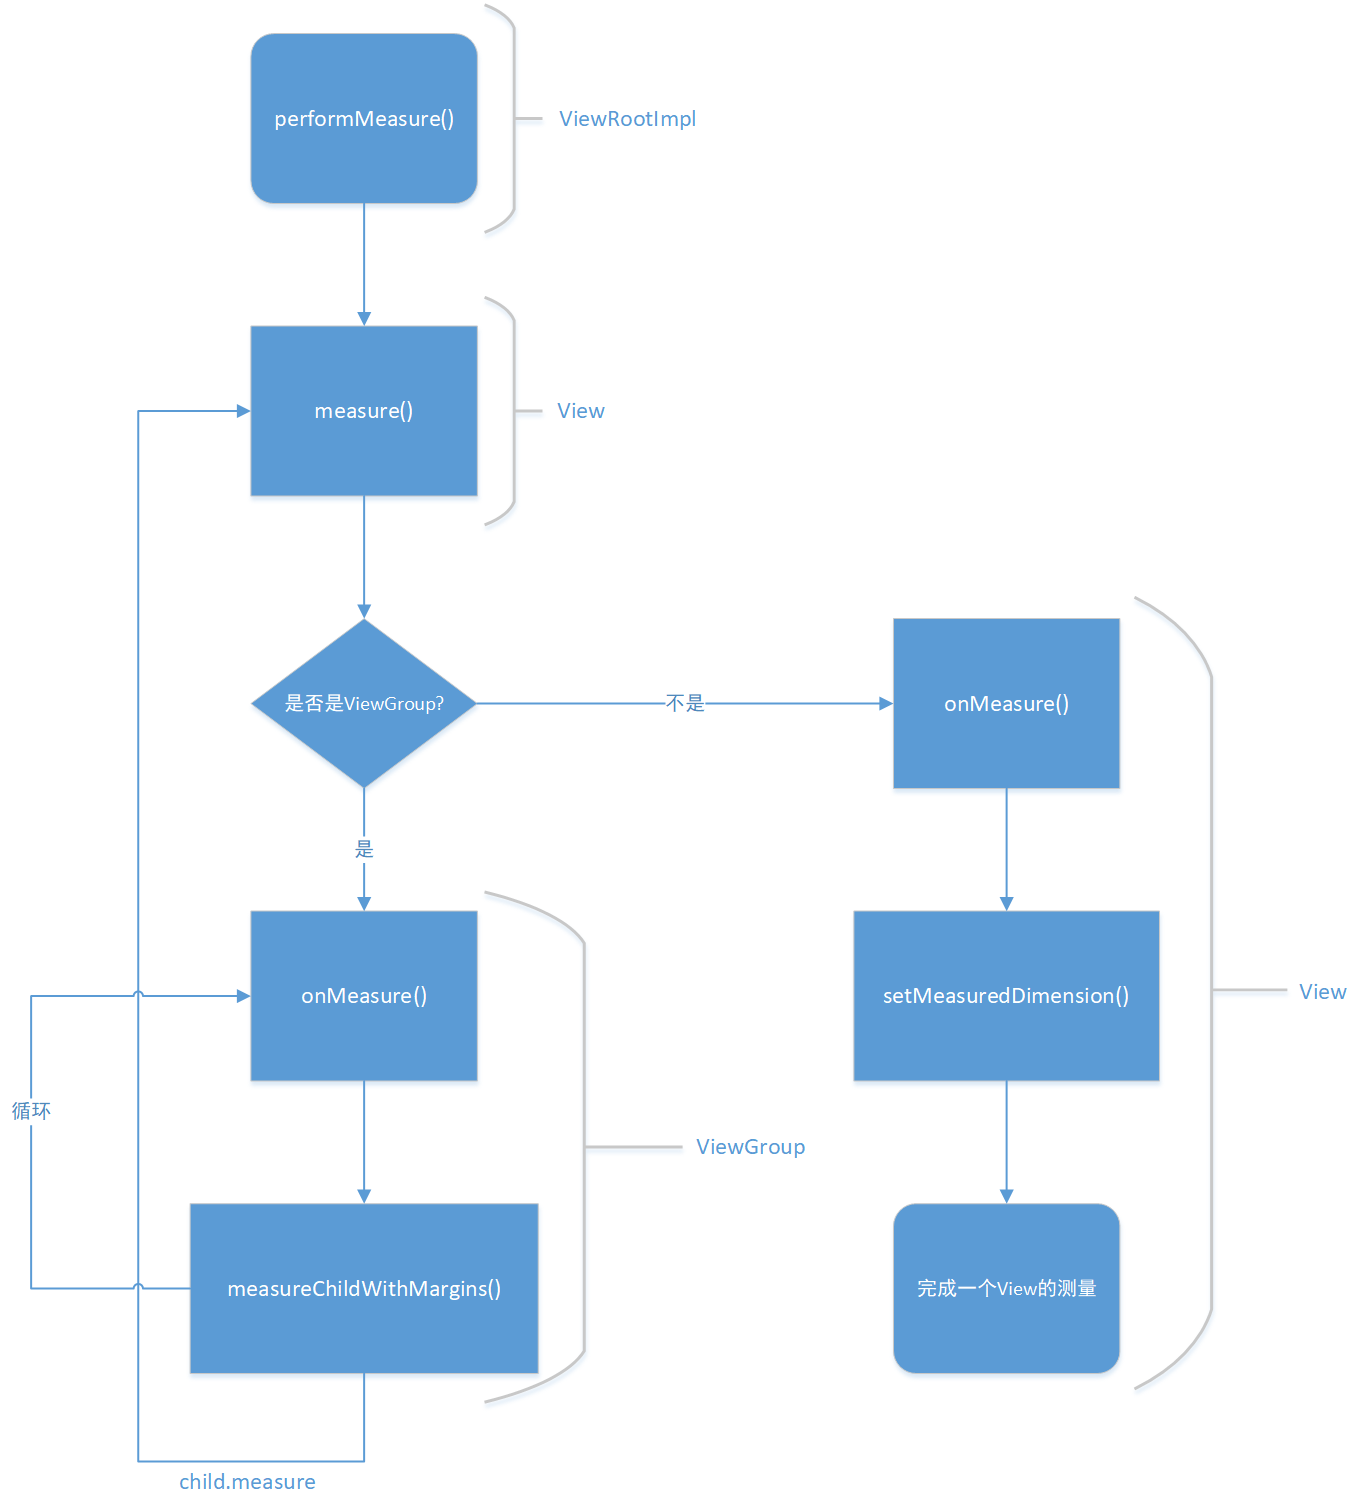 performMeasure()
ViewRootImpl
measure()
View
是否是ViewGroup?
不是
onMeasure()
是
onMeasure()
setMeasuredDimension()
View
循环
ViewGroup
measureChildWithMargins()
完成一个View的测量
child.measure